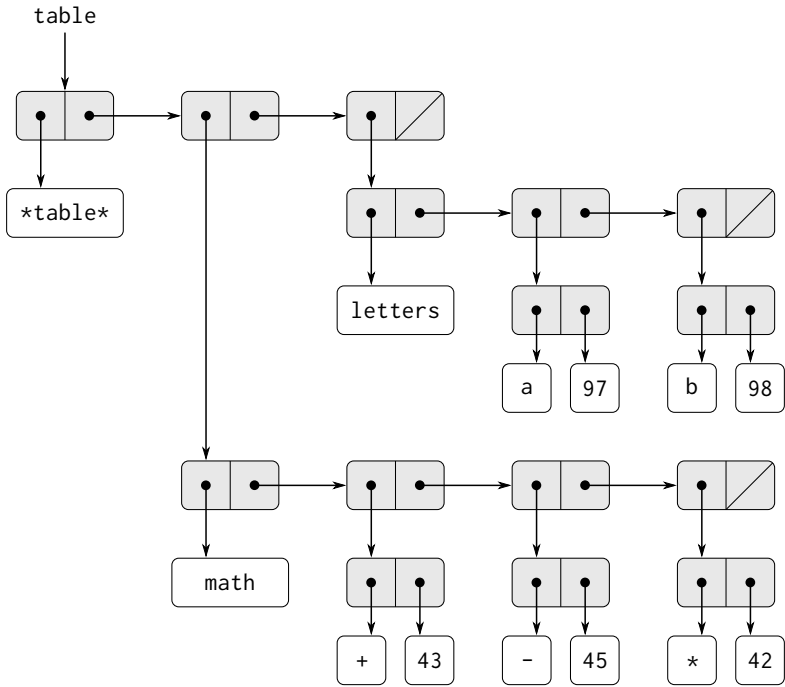 table
*table*
letters
a 97 b 98
math
+ 43 - 45 * 42